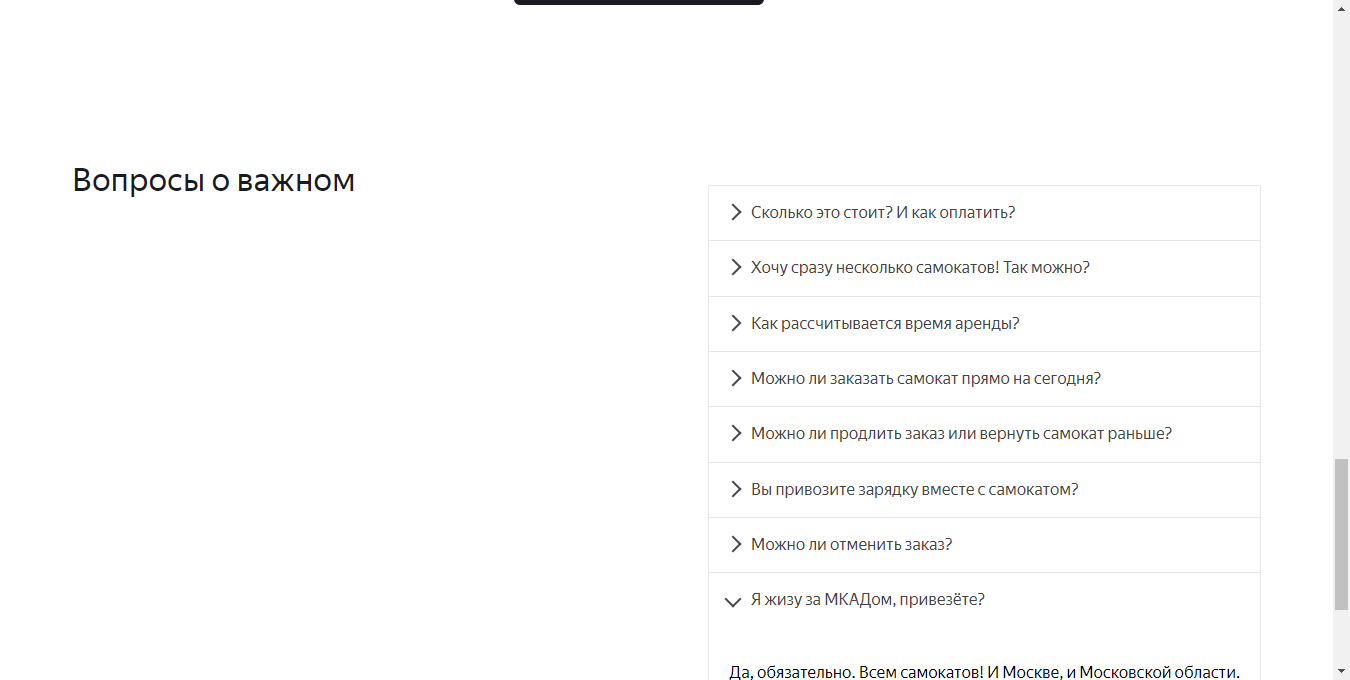 Вопросы о важном
Сколько это стоит? И как оплатить?
Хочу сразу несколько самокатов! Так можно?
Как рассчитывается время аренды?
Можно ли заказать самокат прямо на сегодня?
Можно ли продлить заказ или вернуть самокат раньше?
Вы привозите зарядку вместе с самокатом?
Можно ли отменить заказ?
Я жизу за МКАДом, привезёте?
Да, обязательно. Всем самокатов! И Москве, и Московской области.